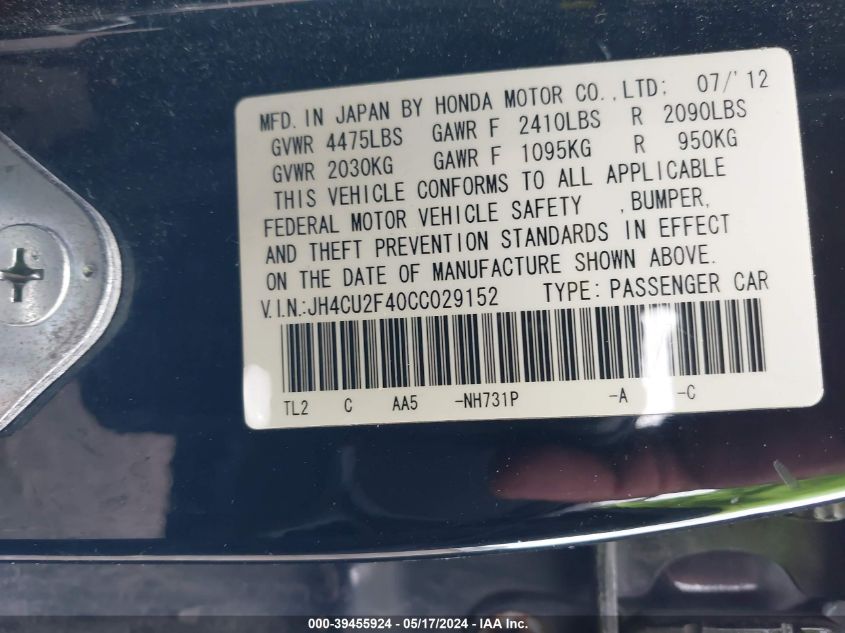 MFD. IN JAPAN BY HONDA MOTOR CO., LTD; 07/'12
GVWR 4475LBS GAWR F 2410LBS R 2090LBS
GVWR 2030KG GAWR F 1095KG R 950KG
THIS VEHICLE CONFORMS TO ALL APPLICABLE
FEDERAL MOTOR VEHICLE SAFETY ,BUMPER,
AND THEFT PREVENTION STANDARDS IN EFFECT
ON THE DATE OF MANUFACTURE SHOWN ABOVE.
V.I.N.:JH4CU2F40CC029152 TYPE: PASSENGER CAR
TL2 C AA5 -NH731P -A -C
000-39455924 - 05/17/2024 - IAA Inc.